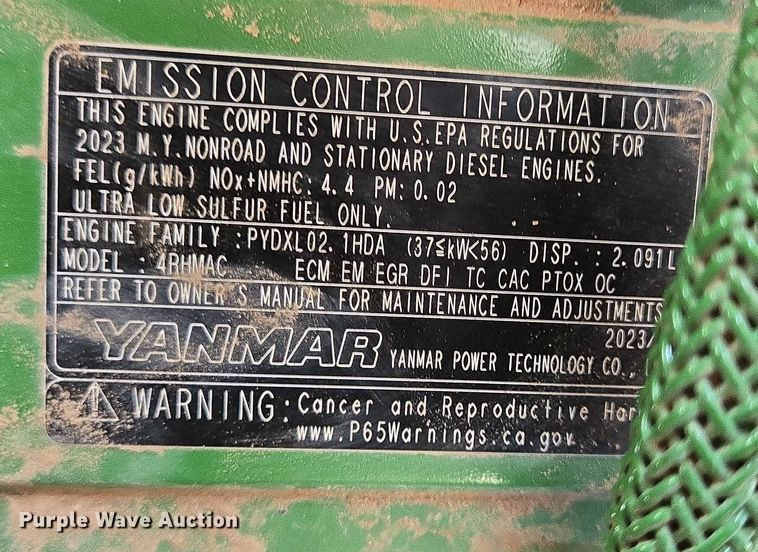 EMISSION CONTROL INFORMATION
THIS ENGINE COMPLIES WITH U.S.EPA REGULATIONS FOR
2023 M.Y.NONROAD AND STATIONARY DIESEL ENGINES.
FEL(g/kWh) NOx+NMHC: 4.4 PM: 0.02
ULTRA LOW SULFUR FUEL ONLY.
ENGINE FAMILY :PYDXL02.1HDA (37≦kW<56) DISP. : 2.091L
MODEL : 4RHMAC ECM EM EGR DFI TC CAC PTOX OC
REFER TO OWNER'S MANUAL FOR MAINTENANCE AND ADJUSTMENTS
2023/
YANMAR YANMAR POWER TECHNOLOGY CO.,
WARNING: Cancer and Reproductive Har
www.P65Warnings.ca.gov
Purple Wave Auction